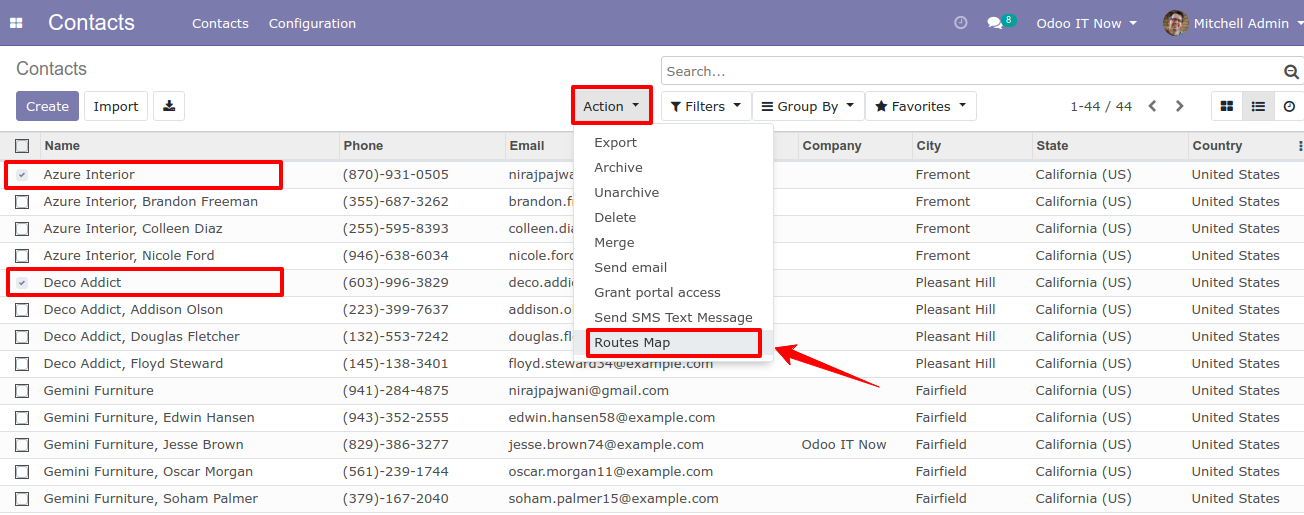 Contacts Contacts Configuration 8 Odoo IT Now Mitchell Admin
Contacts Search...
Create Import Action Filters Group By Favorites 1-44 / 44
Name Phone Email Company City State Country
Azure Interior (870)-931-0505 nirajpajwani Fremont California (US) United States
Azure Interior, Brandon Freeman (355)-687-3262 brandon.f Fremont California (US) United States
Azure Interior, Colleen Diaz (255)-595-8393 colleen.dia Fremont California (US) United States
Azure Interior, Nicole Ford (946)-638-6034 nicole.ford Fremont California (US) United States
Deco Addict (603)-996-3829 deco.addic Pleasant Hill California (US) United States
Deco Addict, Addison Olson (223)-399-7637 addison.o Pleasant Hill California (US) United States
Deco Addict, Douglas Fletcher (132)-553-7242 douglas.fl Pleasant Hill California (US) United States
Deco Addict, Floyd Steward (145)-138-3401 floyd.steward34@example.com Pleasant Hill California (US) United States
Gemini Furniture (941)-284-4875 nirajpajwani@gmail.com Fairfield California (US) United States
Gemini Furniture, Edwin Hansen (943)-352-2555 edwin.hansen58@example.com Fairfield California (US) United States
Gemini Furniture, Jesse Brown (829)-386-3277 jesse.brown74@example.com Odoo IT Now Fairfield California (US) United States
Gemini Furniture, Oscar Morgan (561)-239-1744 oscar.morgan11@example.com Fairfield California (US) United States
Gemini Furniture, Soham Palmer (379)-167-2040 soham.palmer15@example.com Fairfield California (US) United States
Export
Archive
Unarchive
Delete
Merge
Send email
Grant portal access
Send SMS Text Message
Routes Map